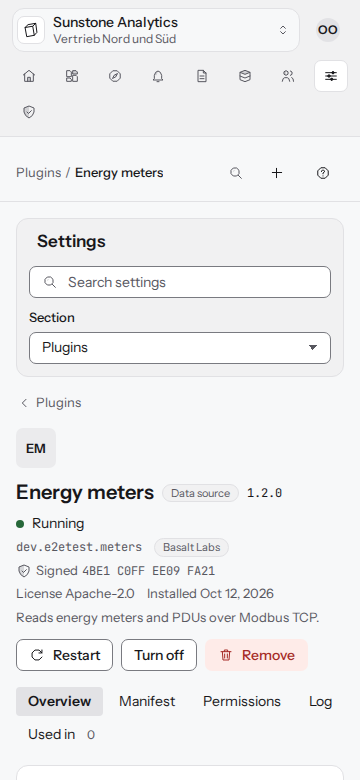 Sunstone Analytics
Vertrieb Nord und Süd
OO
Plugins / Energy meters
Settings
Search settings
Section
Plugins
Plugins
EM
Energy meters Data source 1.2.0
Running
dev.e2etest.meters Basalt Labs
Signed 4BE1 C0FF EE09 FA21
License Apache-2.0 Installed Oct 12, 2026
Reads energy meters and PDUs over Modbus TCP.
Restart Turn off Remove
Overview Manifest Permissions Log
Used in 0